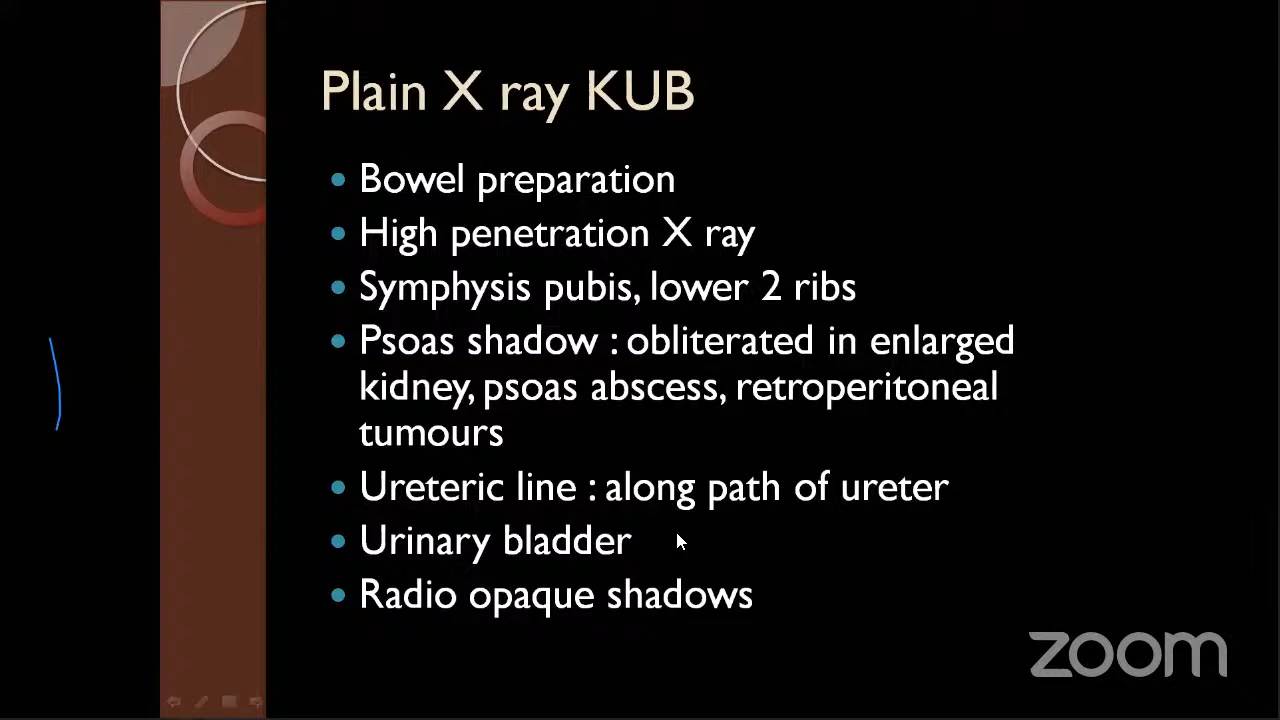 Plain X ray KUB
Bowel preparation
High penetration X ray
Symphysis pubis, lower 2 ribs
Psoas shadow : obliterated in enlarged
kidney, psoas abscess, retroperitoneal
tumours
Ureteric line : along path of ureter
Urinary bladder
Radio opaque shadows
zoom